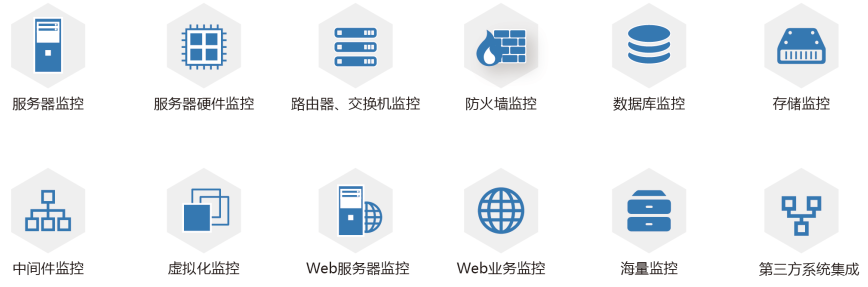 服务器监控
服务器硬件监控
路由器、交换机监控
防火墙监控
数据库监控
存储监控
中间件监控
虚拟化监控
Web服务器监控
Web业务监控
海量监控
第三方系统集成